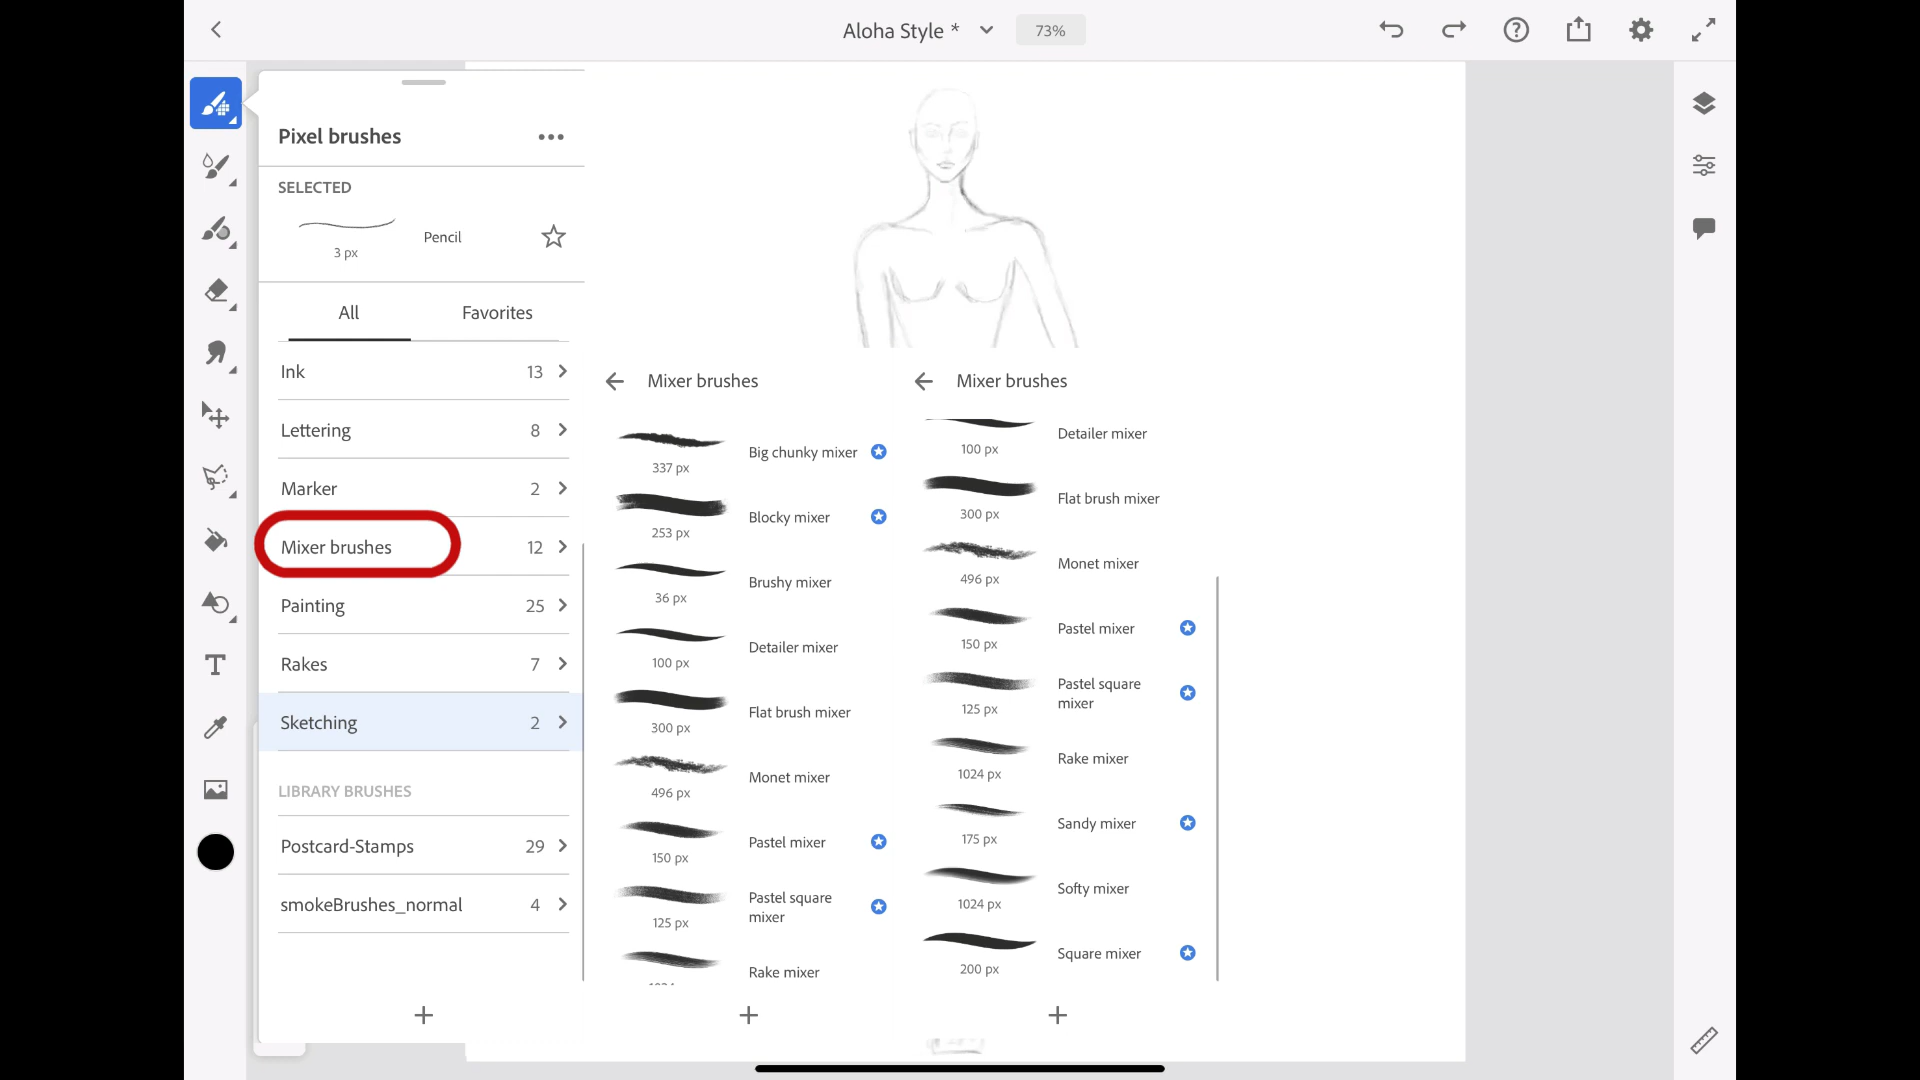 Aloha Style *
73%
Pixel brushes
SELECTED
3 px
Pencil
All
Favorites
Ink 13
Lettering 8
Marker 2
Mixer brushes 12
Painting 25
Rakes 7
Sketching 2
LIBRARY BRUSHES
Postcard-Stamps 29
smokeBrushes_normal 4
Mixer brushes
Big chunky mixer
337 px
Blocky mixer
253 px
Brushy mixer
36 px
Detailer mixer
100 px
Flat brush mixer
300 px
Monet mixer
496 px
Pastel mixer
150 px
Pastel square
mixer
125 px
Rake mixer
Mixer brushes
Detailer mixer
100 px
Flat brush mixer
300 px
Monet mixer
496 px
Pastel mixer
150 px
Pastel square
mixer
125 px
Rake mixer
1024 px
Sandy mixer
175 px
Softy mixer
1024 px
Square mixer
200 px